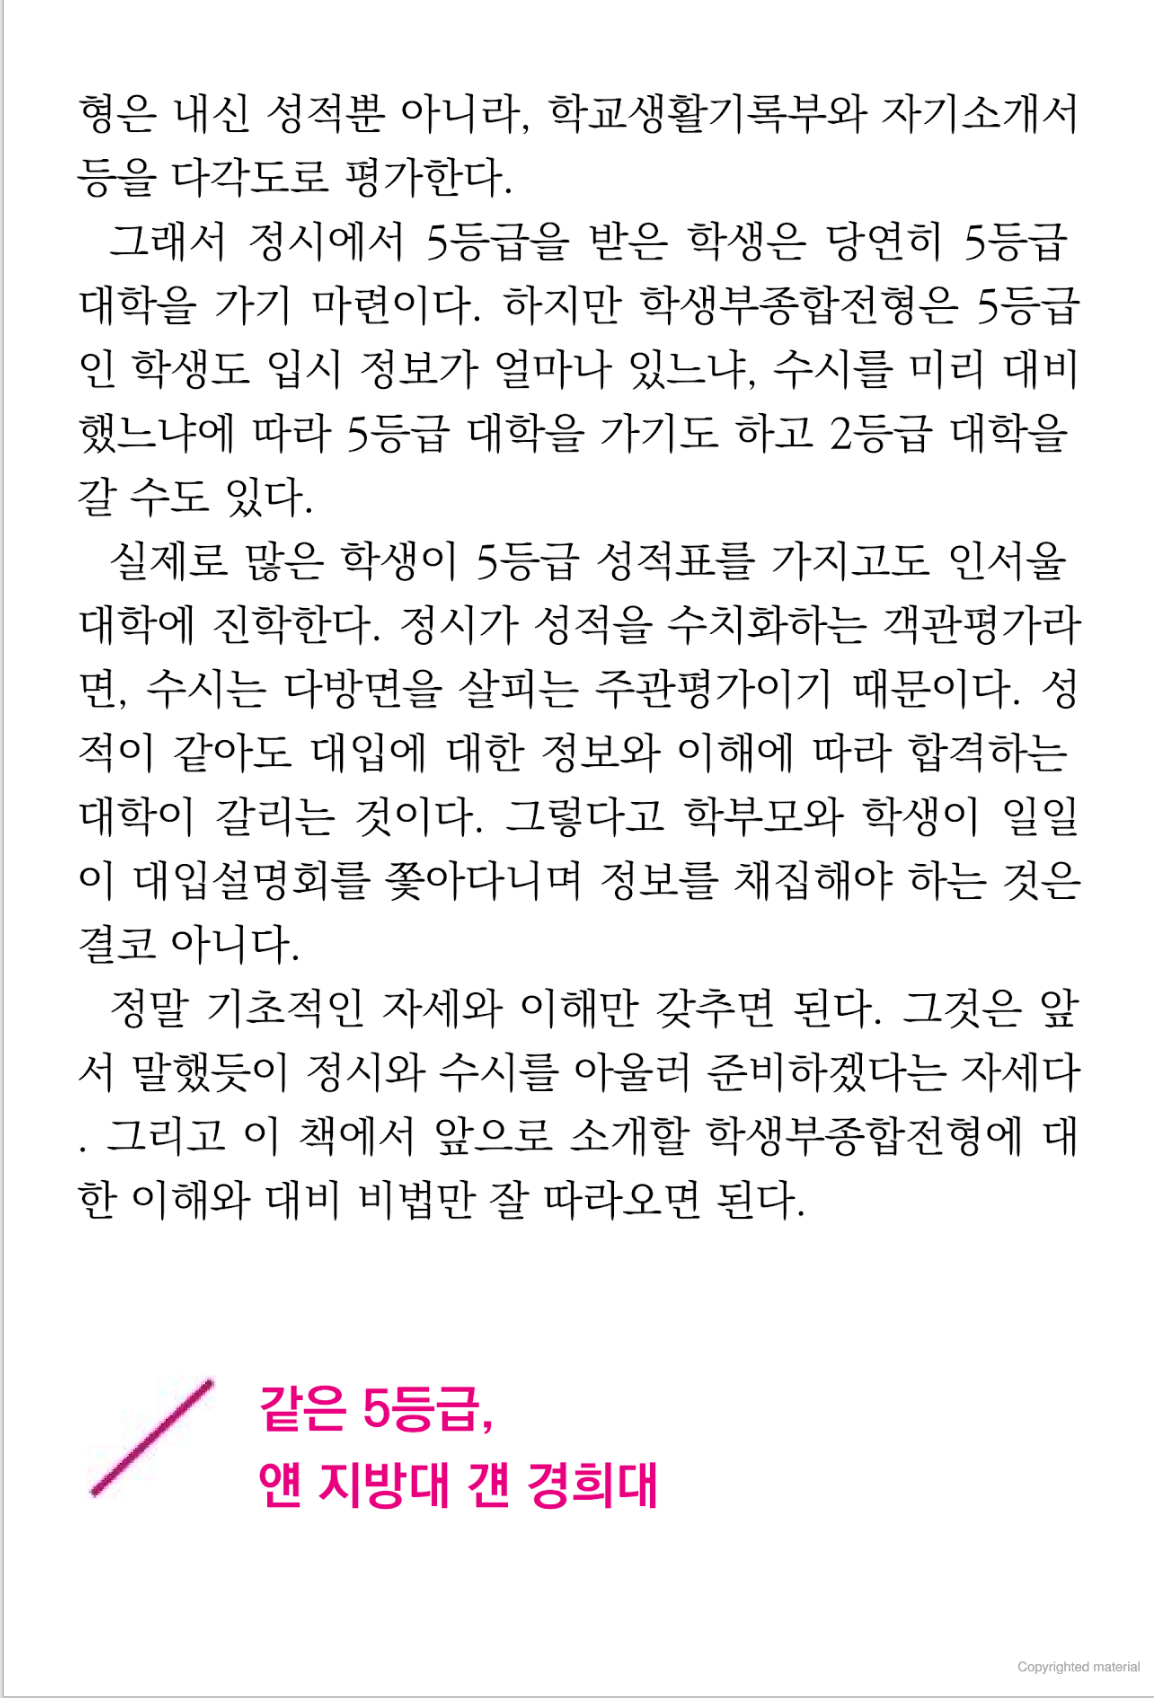 형은 내신 성적뿐 아니라, 학교생활기록부와 자기소개서
등을 다각도로 평가한다.
그래서 정시에서 5등급을 받은 학생은 당연히 5등급
대학을 가기 마련이다. 하지만 학생부종합전형은 5등급
인 학생도 입시 정보가 얼마나 있느냐, 수시를 미리 대비
했느냐에 따라 5등급 대학을 가기도 하고 2등급 대학을
갈 수도 있다.
실제로 많은 학생이 5등급 성적표를 가지고도 인서울
대학에 진학한다. 정시가 성적을 수치화하는 객관평가라
면, 수시는 다방면을 살피는 주관평가이기 때문이다. 성
적이 같아도 대입에 대한 정보와 이해에 따라 합격하는
대학이 갈리는 것이다. 그렇다고 학부모와 학생이 일일
이 대입설명회를 쫓아다니며 정보를 채집해야 하는 것은
결코 아니다.
정말 기초적인 자세와 이해만 갖추면 된다. 그것은 앞
서 말했듯이 정시와 수시를 아울러 준비하겠다는 자세다
. 그리고 이 책에서 앞으로 소개할 학생부종합전형에 대
한 이해와 대비 비법만 잘 따라오면 된다.
같은 5등급,
얜 지방대 걘 경희대
Copyrighted material